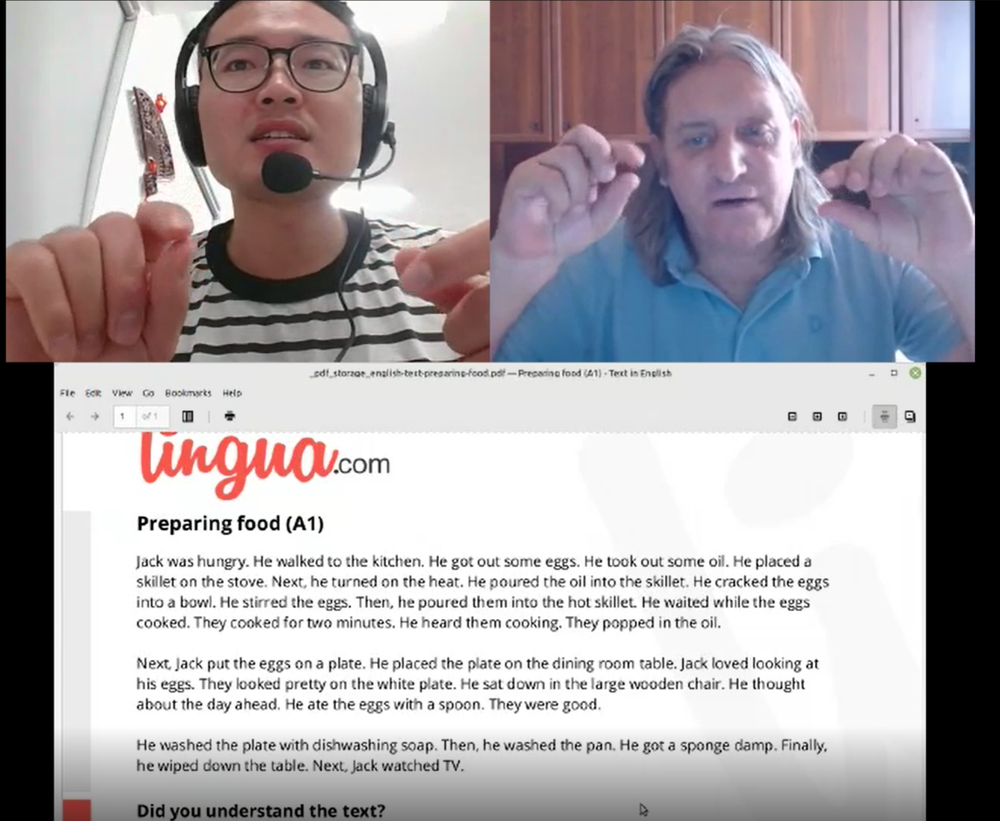 _pdf_storage_english-text-preparing-food.pdf — Preparing food (A1) - Text in English
File Edit View Go Bookmarks Help
1 of 1
lingua.com
Preparing food (A1)
Jack was hungry. He walked to the kitchen. He got out some eggs. He took out some oil. He placed a
skillet on the stove. Next, he turned on the heat. He poured the oil into the skillet. He cracked the eggs
into a bowl. He stirred the eggs. Then, he poured them into the hot skillet. He waited while the eggs
cooked. They cooked for two minutes. He heard them cooking. They popped in the oil.
Next, Jack put the eggs on a plate. He placed the plate on the dining room table. Jack loved looking at
his eggs. They looked pretty on the white plate. He sat down in the large wooden chair. He thought
about the day ahead. He ate the eggs with a spoon. They were good.
He washed the plate with dishwashing soap. Then, he washed the pan. He got a sponge damp. Finally,
he wiped down the table. Next, Jack watched TV.
Did you understand the text?